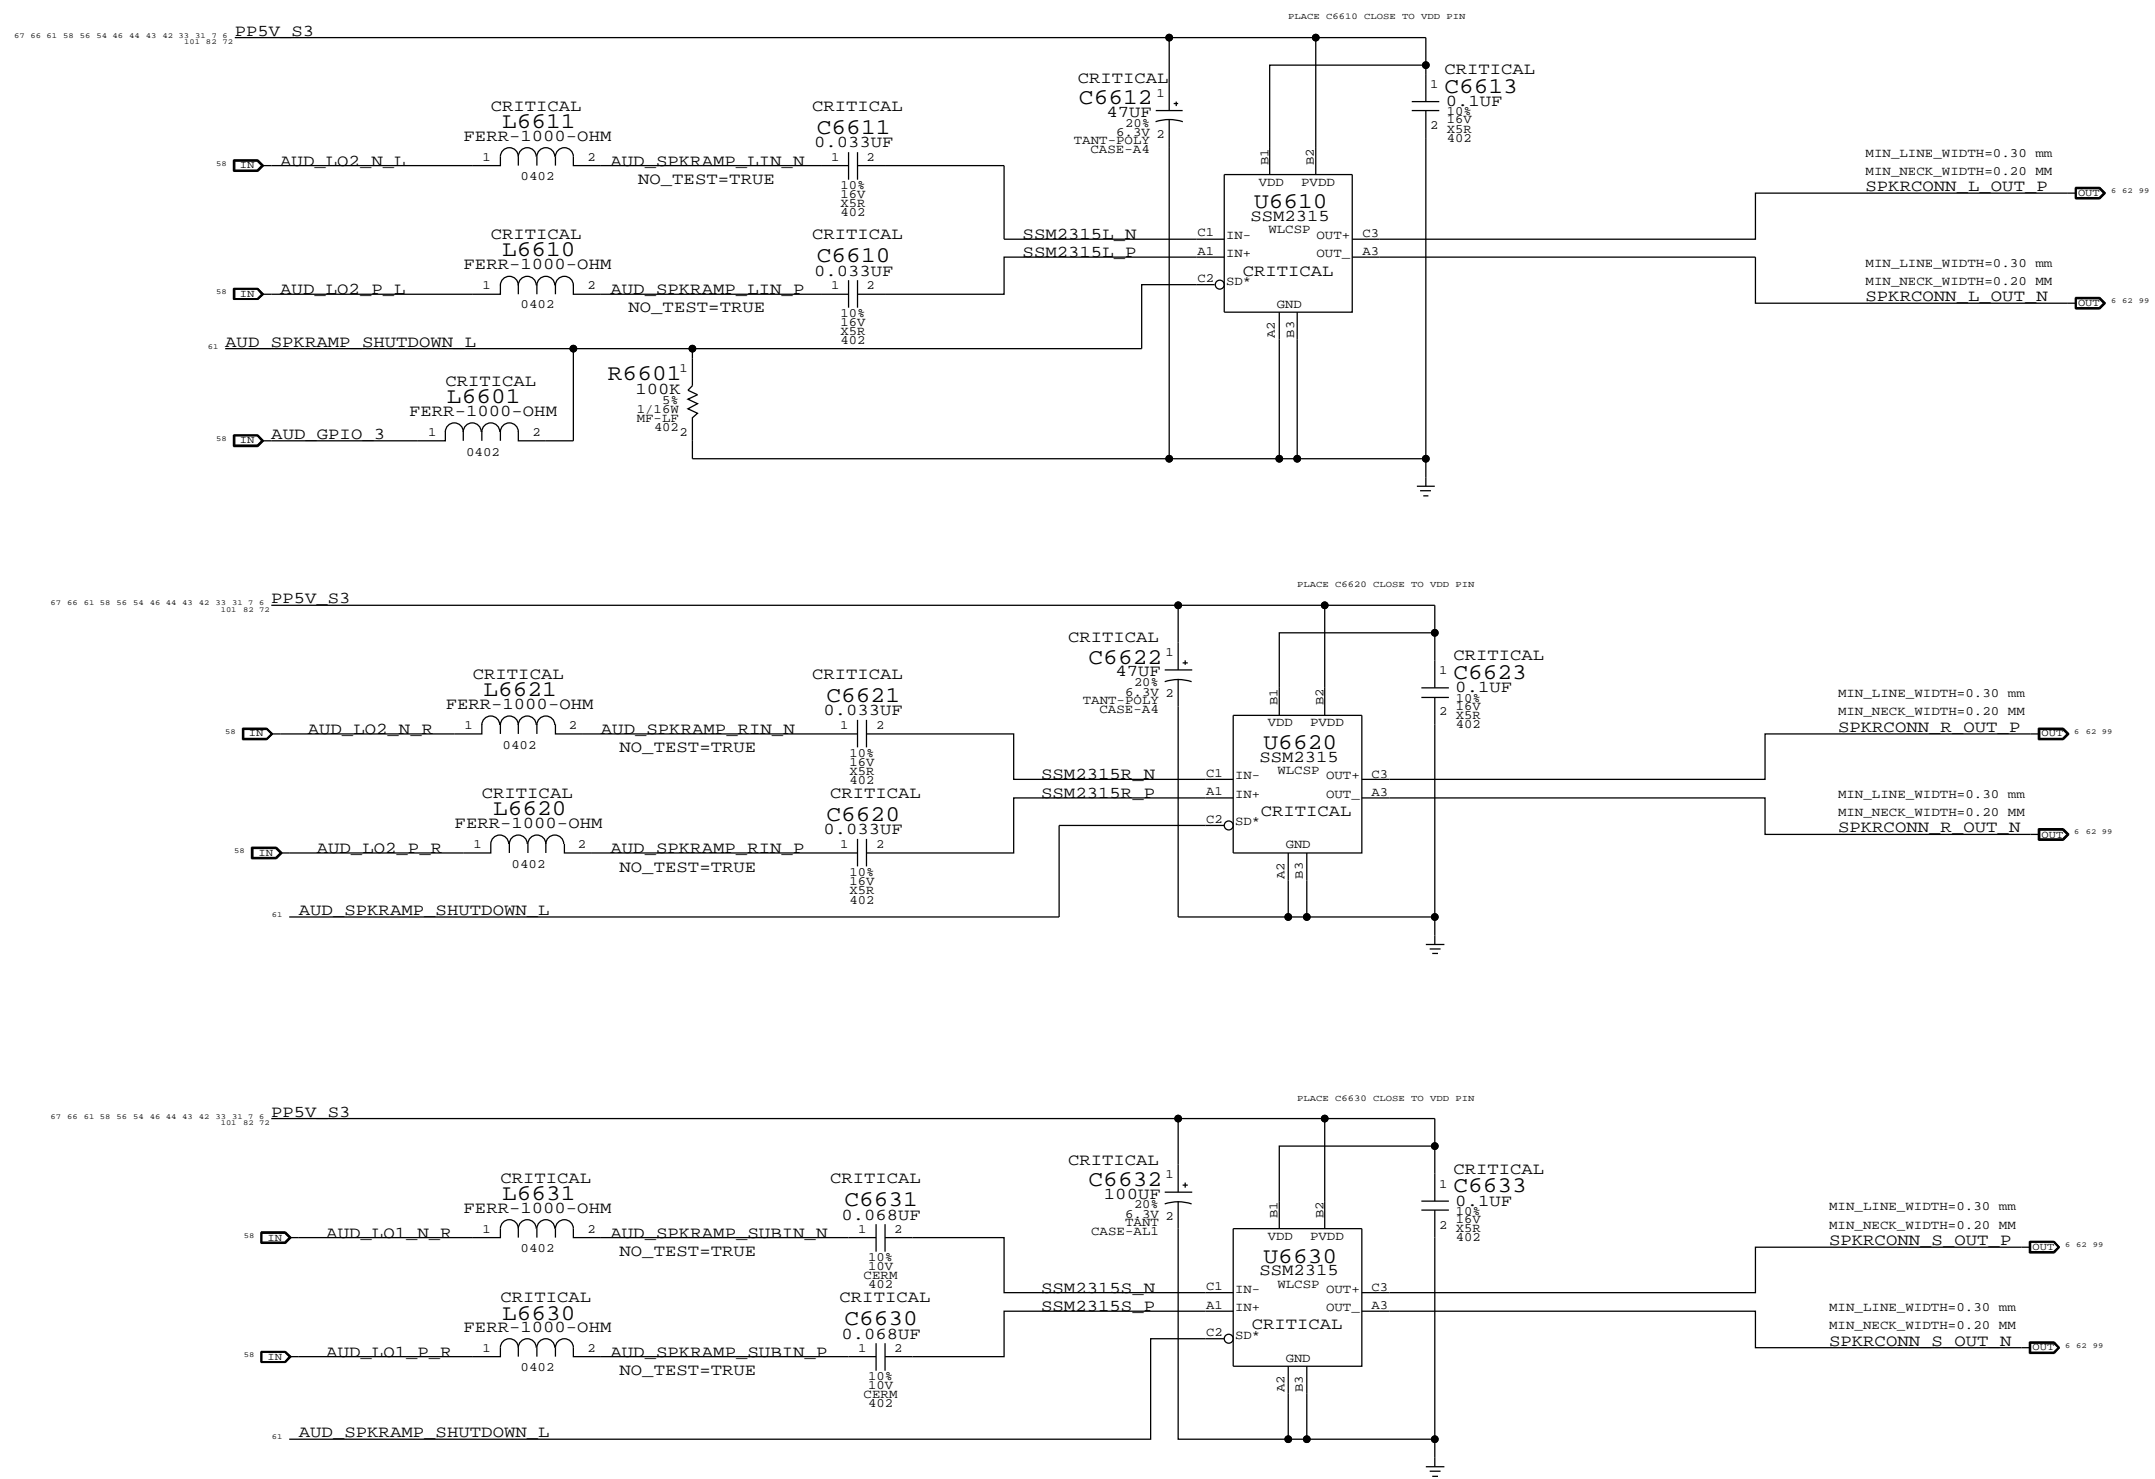 PLACE C6610 CLOSE TO VDD PIN
67 66 61 58 56 54 46 44 43 42 33 31 7 6 PP5V_S3
101 82 72
CRITICAL
C6612
1
47UF
20%
6.3V
2
TANT-POLY
CASE-A4
CRITICAL
C6613
1
0.1UF
10%
16V
2
X5R
402
CRITICAL
L6611
FERR-1000-OHM
58 IN AUD_LO2_N_L 1 2 AUD_SPKRAMP_LIN_N
0402
NO_TEST=TRUE
CRITICAL
C6611
0.033UF
1 2
10%
16V
X5R
402
CRITICAL
L6610
FERR-1000-OHM
58 IN AUD_LO2_P_L 1 2 AUD_SPKRAMP_LIN_P
0402
NO_TEST=TRUE
CRITICAL
C6610
0.033UF
1 2
10%
16V
X5R
402
SSM2315L_N
SSM2315L_P
B1 B2
VDD PVDD
U6610
SSM2315
WLCSP
C1 IN- OUT+ C3
A1 IN+ OUT_ A3
CRITICAL
C2 SD*
GND
A2 B3
MIN_LINE_WIDTH=0.30 mm
MIN_NECK_WIDTH=0.20 MM
SPKRCONN_L_OUT_P OUT 6 62 99
MIN_LINE_WIDTH=0.30 mm
MIN_NECK_WIDTH=0.20 MM
SPKRCONN_L_OUT_N OUT 6 62 99
61 AUD_SPKRAMP_SHUTDOWN_L
CRITICAL
L6601
FERR-1000-OHM
58 IN AUD_GPIO_3 1 2
0402
R6601
1
100K
5%
1/16W
MF-LF
402
2
PLACE C6620 CLOSE TO VDD PIN
67 66 61 58 56 54 46 44 43 42 33 31 7 6 PP5V_S3
101 82 72
CRITICAL
C6622
1
47UF
20%
6.3V
2
TANT-POLY
CASE-A4
CRITICAL
C6623
1
0.1UF
10%
16V
2
X5R
402
CRITICAL
L6621
FERR-1000-OHM
58 IN AUD_LO2_N_R 1 2 AUD_SPKRAMP_RIN_N
0402
NO_TEST=TRUE
CRITICAL
C6621
0.033UF
1 2
10%
16V
X5R
402
CRITICAL
L6620
FERR-1000-OHM
58 IN AUD_LO2_P_R 1 2 AUD_SPKRAMP_RIN_P
0402
NO_TEST=TRUE
CRITICAL
C6620
0.033UF
1 2
10%
16V
X5R
402
SSM2315R_N
SSM2315R_P
B1 B2
VDD PVDD
U6620
SSM2315
WLCSP
C1 IN- OUT+ C3
A1 IN+ OUT_ A3
CRITICAL
C2 SD*
GND
A2 B3
MIN_LINE_WIDTH=0.30 mm
MIN_NECK_WIDTH=0.20 MM
SPKRCONN_R_OUT_P OUT 6 62 99
MIN_LINE_WIDTH=0.30 mm
MIN_NECK_WIDTH=0.20 MM
SPKRCONN_R_OUT_N OUT 6 62 99
61 AUD_SPKRAMP_SHUTDOWN_L
PLACE C6630 CLOSE TO VDD PIN
67 66 61 58 56 54 46 44 43 42 33 31 7 6 PP5V_S3
101 82 72
CRITICAL
C6632
1
100UF
20%
6.3V
2
TANT
CASE-AL1
CRITICAL
C6633
1
0.1UF
10%
16V
2
X5R
402
CRITICAL
L6631
FERR-1000-OHM
58 IN AUD_LO1_N_R 1 2 AUD_SPKRAMP_SUBIN_N
0402
NO_TEST=TRUE
CRITICAL
C6631
0.068UF
1 2
10%
10V
CERM
402
CRITICAL
L6630
FERR-1000-OHM
58 IN AUD_LO1_P_R 1 2 AUD_SPKRAMP_SUBIN_P
0402
NO_TEST=TRUE
CRITICAL
C6630
0.068UF
1 2
10%
10V
CERM
402
SSM2315S_N
SSM2315S_P
B1 B2
VDD PVDD
U6630
SSM2315
WLCSP
C1 IN- OUT+ C3
A1 IN+ OUT_ A3
CRITICAL
C2 SD*
GND
A2 B3
MIN_LINE_WIDTH=0.30 mm
MIN_NECK_WIDTH=0.20 MM
SPKRCONN_S_OUT_P OUT 6 62 99
MIN_LINE_WIDTH=0.30 mm
MIN_NECK_WIDTH=0.20 MM
SPKRCONN_S_OUT_N OUT 6 62 99
61 AUD_SPKRAMP_SHUTDOWN_L